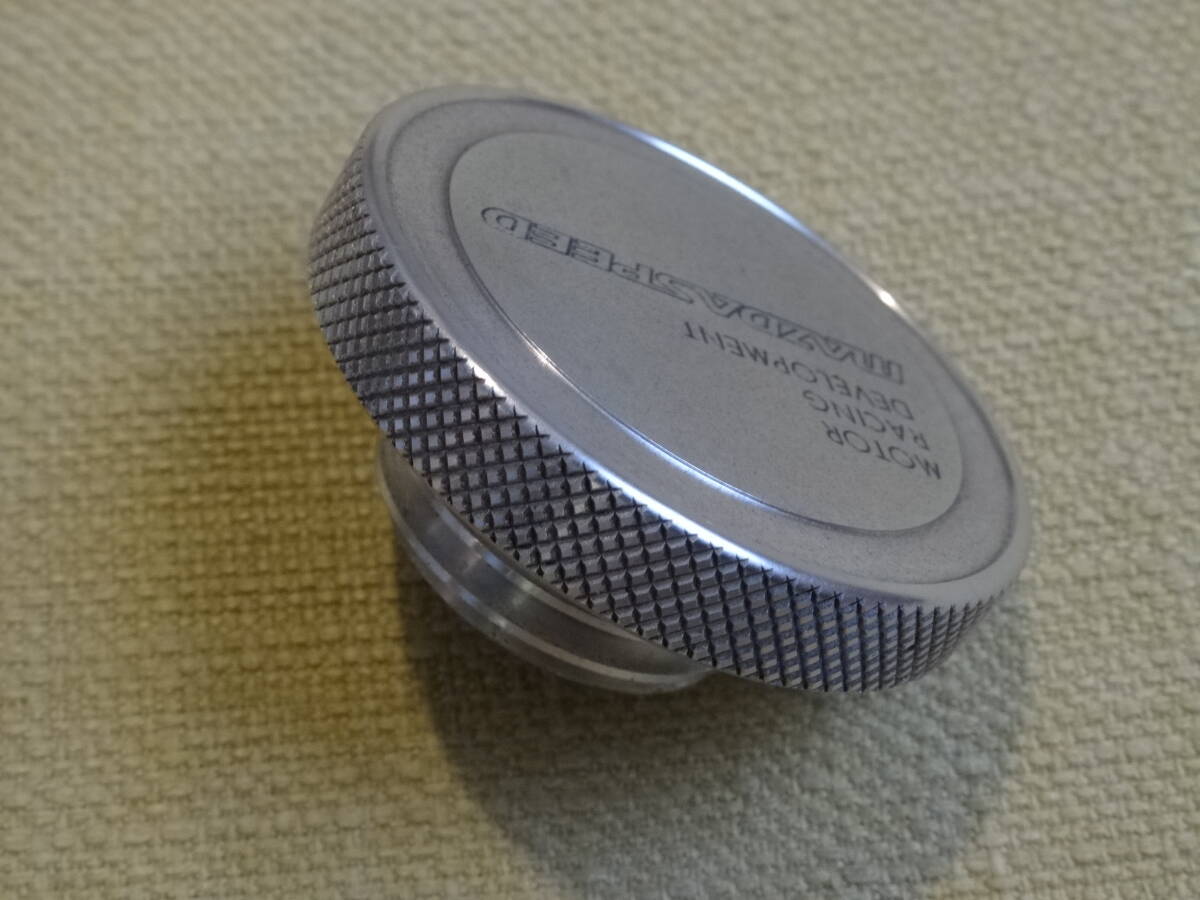 MAZDASPEED
MOTOR
RACING
DEVELOPMENT